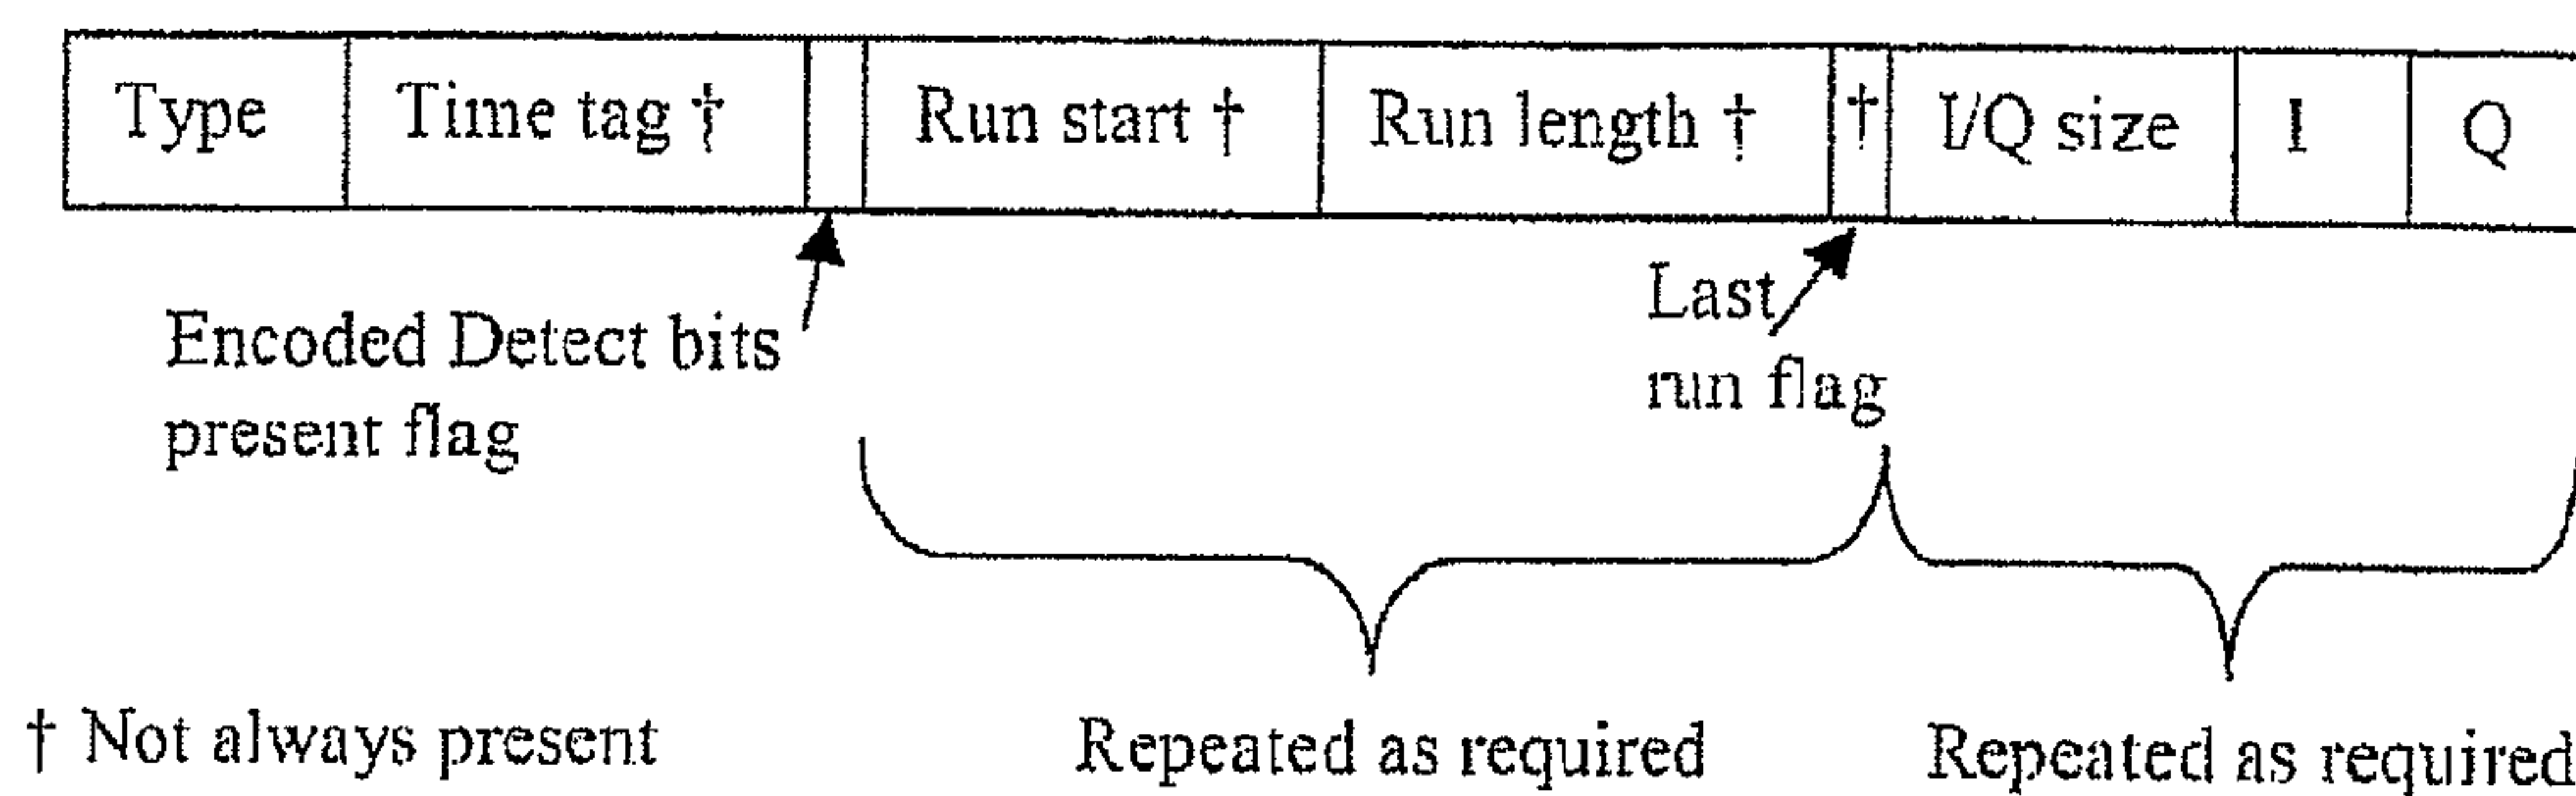 Type Time tag † Run start † Run length † † I/Q size I Q
Encoded Detect bits
present flag
Last
run flag
† Not always present
Repeated as required
Repeated as required